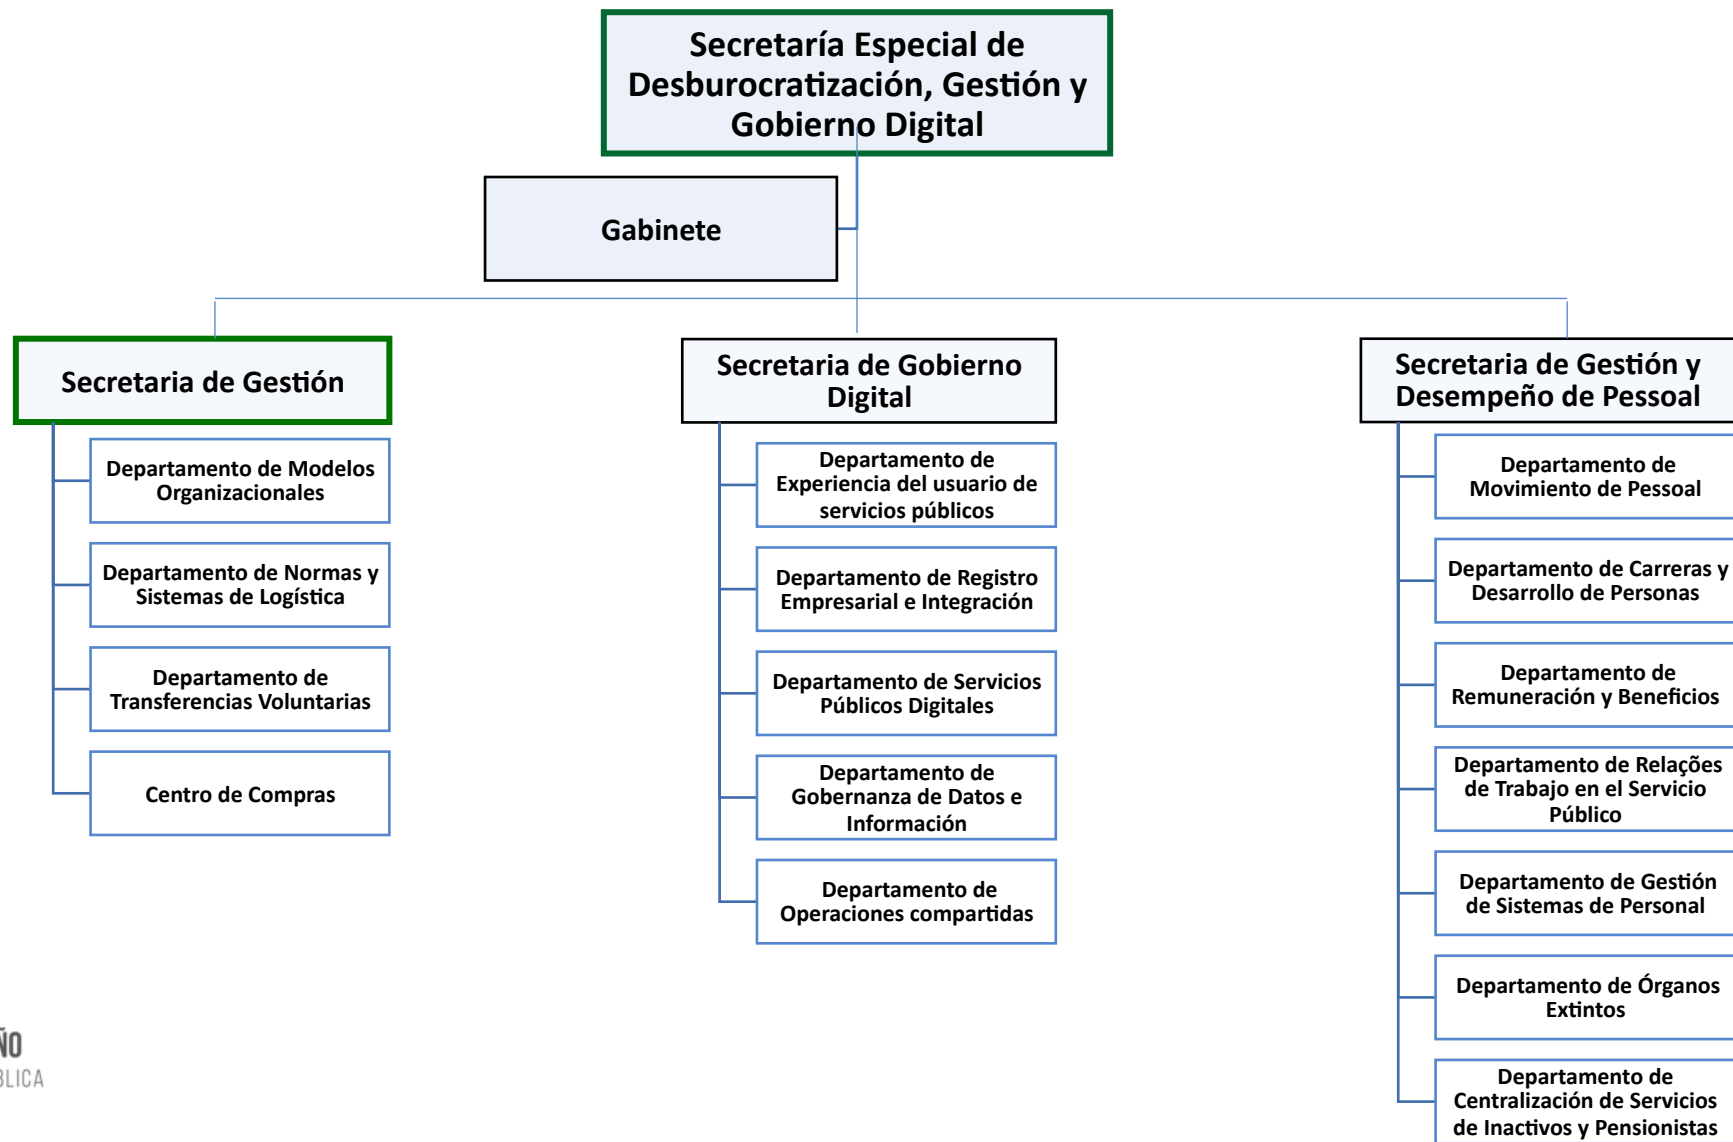 Secretaría Especial de
Desburocratización, Gestión y
Gobierno Digital
Gabinete
Secretaria de Gestión
Departamento de Modelos
Organizacionales
Departamento de Normas y
Sistemas de Logística
Departamento de
Transferencias Voluntarias
Centro de Compras
Secretaria de Gobierno
Digital
Departamento de
Experiencia del usuario de
servicios públicos
Departamento de Registro
Empresarial e Integración
Departamento de Servicios
Públicos Digitales
Departamento de
Gobernanza de Datos e
Información
Departamento de
Operaciones compartidas
Secretaria de Gestión y
Desempeño de Pessoal
Departamento de
Movimiento de Pessoal
Departamento de Carreras y
Desarrollo de Personas
Departamento de
Remuneración y Beneficios
Departamento de Relações
de Trabajo en el Servicio
Público
Departamento de Gestión
de Sistemas de Personal
Departamento de Órganos
Extintos
Departamento de
Centralización de Servicios
de Inactivos y Pensionistas